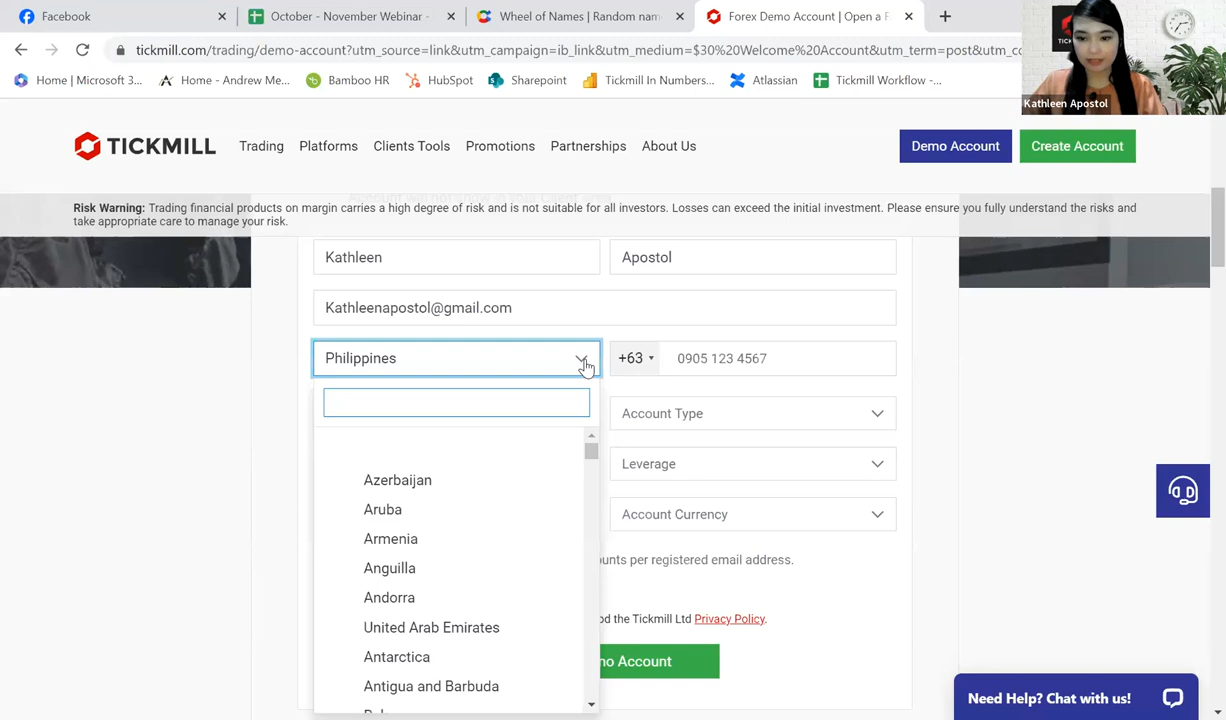 Facebook
October - November Webinar -
Wheel of Names | Random nam
Forex Demo Account | Open a F
tickmill.com/trading/demo-account?utm_source=link&utm_campaign=ib_link&utm_medium=$30%20Welcome%20Account&utm_term=post&utm_co
Home | Microsoft 3...
Home - Andrew Me...
Bamboo HR
HubSpot
Sharepoint
Tickmill In Numbers...
Atlassian
Tickmill Workflow -...
Kathleen Apostol
TICKMILL
Trading
Platforms
Clients Tools
Promotions
Partnerships
About Us
Demo Account
Create Account
Risk Warning: Trading financial products on margin carries a high degree of risk and is not suitable for all investors. Losses can exceed the initial investment. Please ensure you fully understand the risks and
take appropriate care to manage your risk.
Kathleen
Apostol
Kathleenapostol@gmail.com
Philippines
+63
0905 123 4567
Account Type
Leverage
Azerbaijan
Aruba
Account Currency
Armenia
unts per registered email address.
Anguilla
Andorra
od the Tickmill Ltd Privacy Policy.
United Arab Emirates
Antarctica
no Account
Antigua and Barbuda
Need Help? Chat with us!